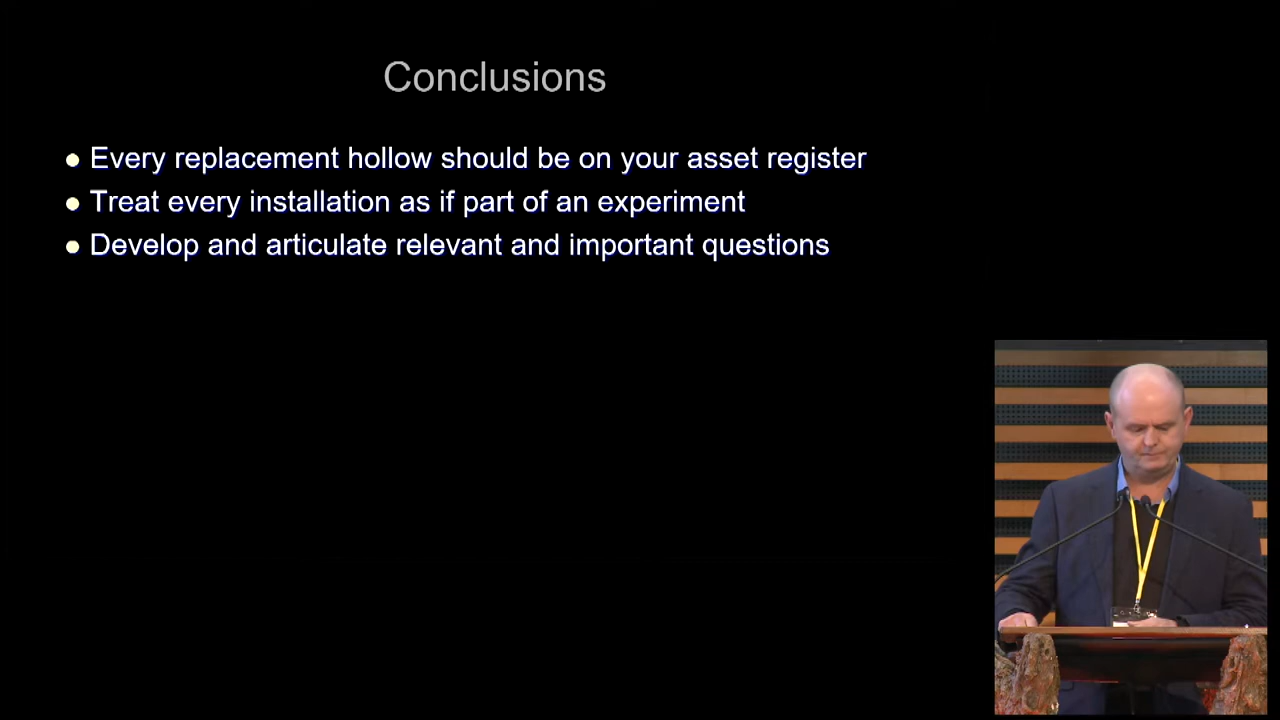 Conclusions
Every replacement hollow should be on your asset register
Treat every installation as if part of an experiment
Develop and articulate relevant and important questions